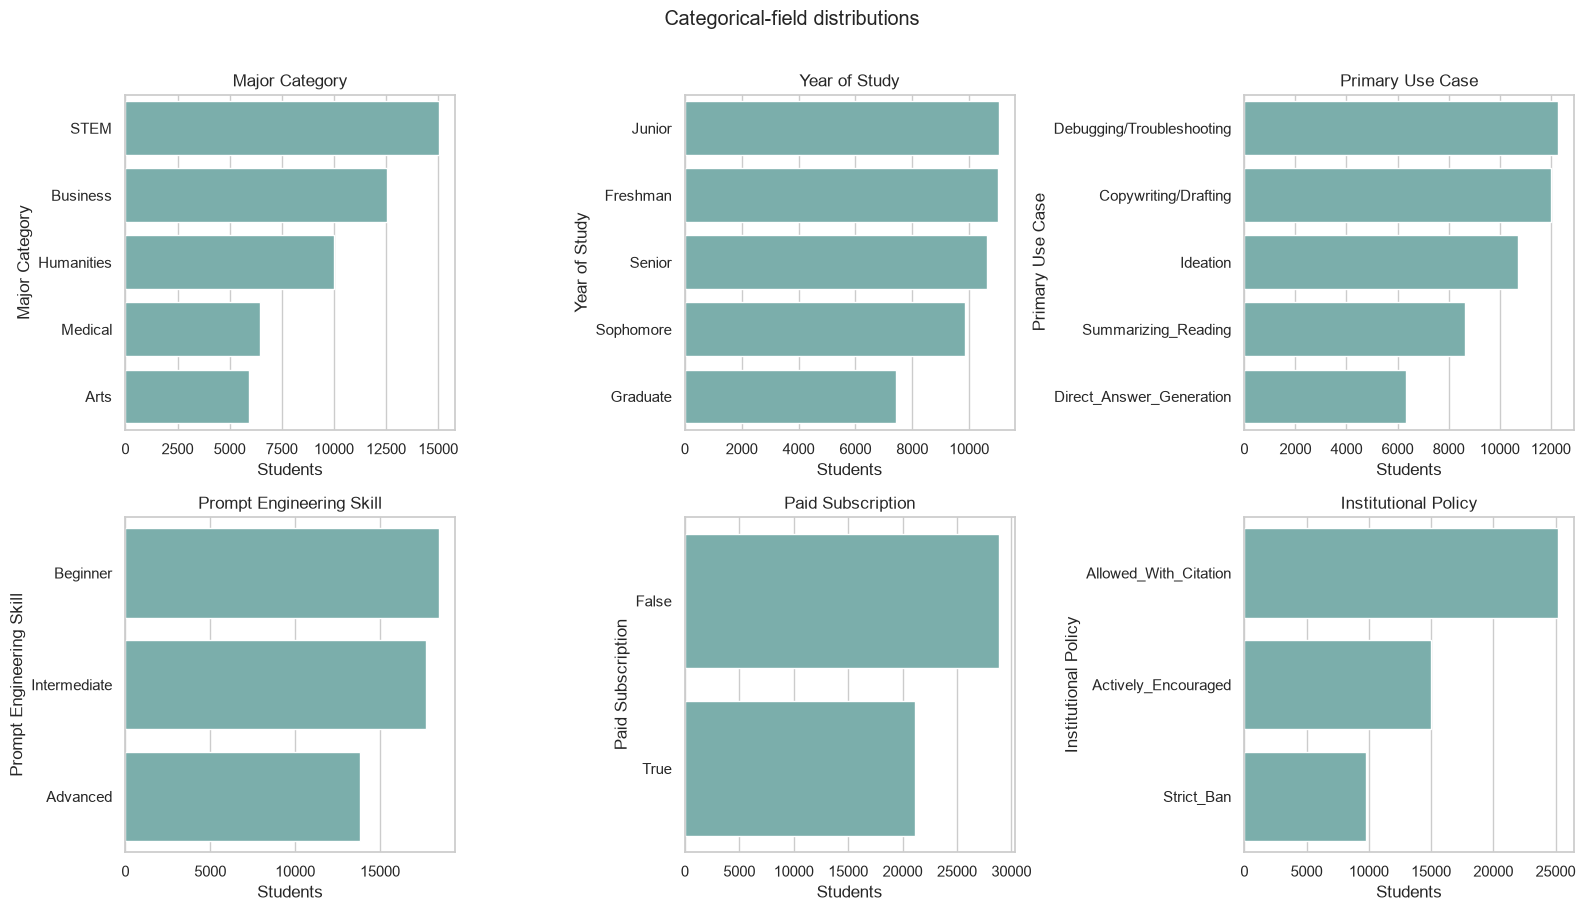 Categorical-field distributions
Major Category
Major Category
STEM
Business
Humanities
Medical
Arts
0 2500 5000 7500 10000 12500 15000
Students
Year of Study
Year of Study
Junior
Freshman
Senior
Sophomore
Graduate
0 2000 4000 6000 8000 10000
Students
Primary Use Case
Primary Use Case
Debugging/Troubleshooting
Copywriting/Drafting
Ideation
Summarizing_Reading
Direct_Answer_Generation
0 2000 4000 6000 8000 10000 12000
Students
Prompt Engineering Skill
Prompt Engineering Skill
Beginner
Intermediate
Advanced
0 5000 10000 15000
Students
Paid Subscription
Paid Subscription
False
True
0 5000 10000 15000 20000 25000 30000
Students
Institutional Policy
Institutional Policy
Allowed_With_Citation
Actively_Encouraged
Strict_Ban
0 5000 10000 15000 20000 25000
Students